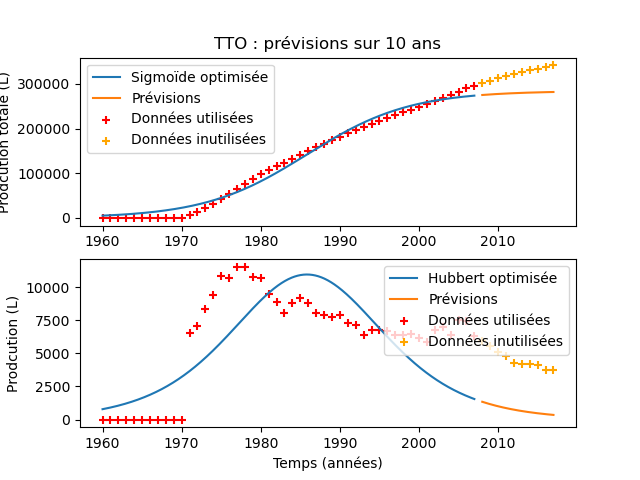 TTO : prévisions sur 10 ans
Prodcution totale (L)
300000
200000
100000
0
Sigmoïde optimisée
Prévisions
Données utilisées
Données inutilisées
1960 1970 1980 1990 2000 2010
Prodcution (L)
10000
7500
5000
2500
0
Hubbert optimisée
Prévisions
Données utilisées
Données inutilisées
1960 1970 1980 1990 2000 2010
Temps (années)